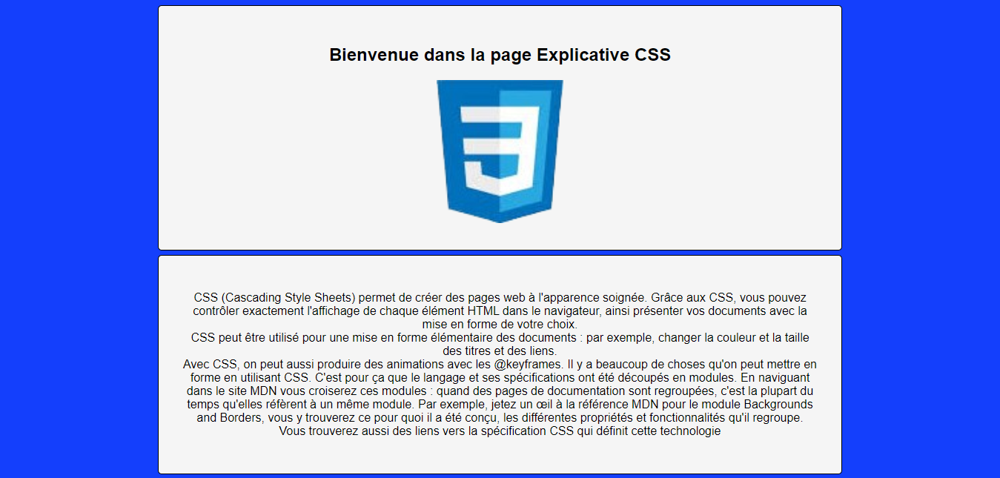 Bienvenue dans la page Explicative CSS
CSS (Cascading Style Sheets) permet de créer des pages web à l'apparence soignée. Grâce aux CSS, vous pouvez
contrôler exactement l'affichage de chaque élément HTML dans le navigateur, ainsi présenter vos documents avec la
mise en forme de votre choix.
CSS peut être utilisé pour une mise en forme élémentaire des documents : par exemple, changer la couleur et la taille
des titres et des liens.
Avec CSS, on peut aussi produire des animations avec les @keyframes. Il y a beaucoup de choses qu'on peut mettre en
forme en utilisant CSS. C'est pour ça que le langage et ses spécifications ont été découpés en modules. En naviguant
dans le site MDN vous croiserez ces modules : quand des pages de documentation sont regroupées, c'est la plupart du
temps qu'elles réfèrent à un même module. Par exemple, jetez un œil à la référence MDN pour le module Backgrounds
and Borders, vous y trouverez ce pour quoi il a été conçu, les différentes propriétés et fonctionnalités qu'il regroupe.
Vous trouverez aussi des liens vers la spécification CSS qui définit cette technologie